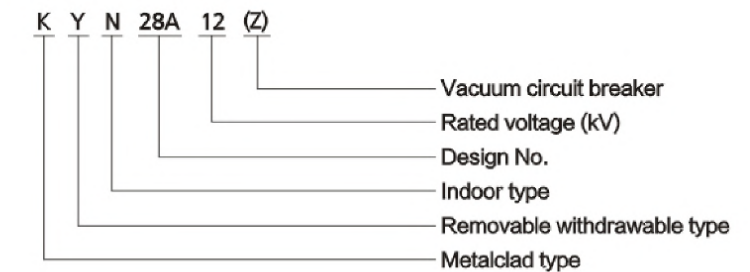 K Y N 28A 12 (Z)
Vacuum circuit breaker
Rated voltage (kV)
Design No.
Indoor type
Removable withdrawable type
Metalclad type